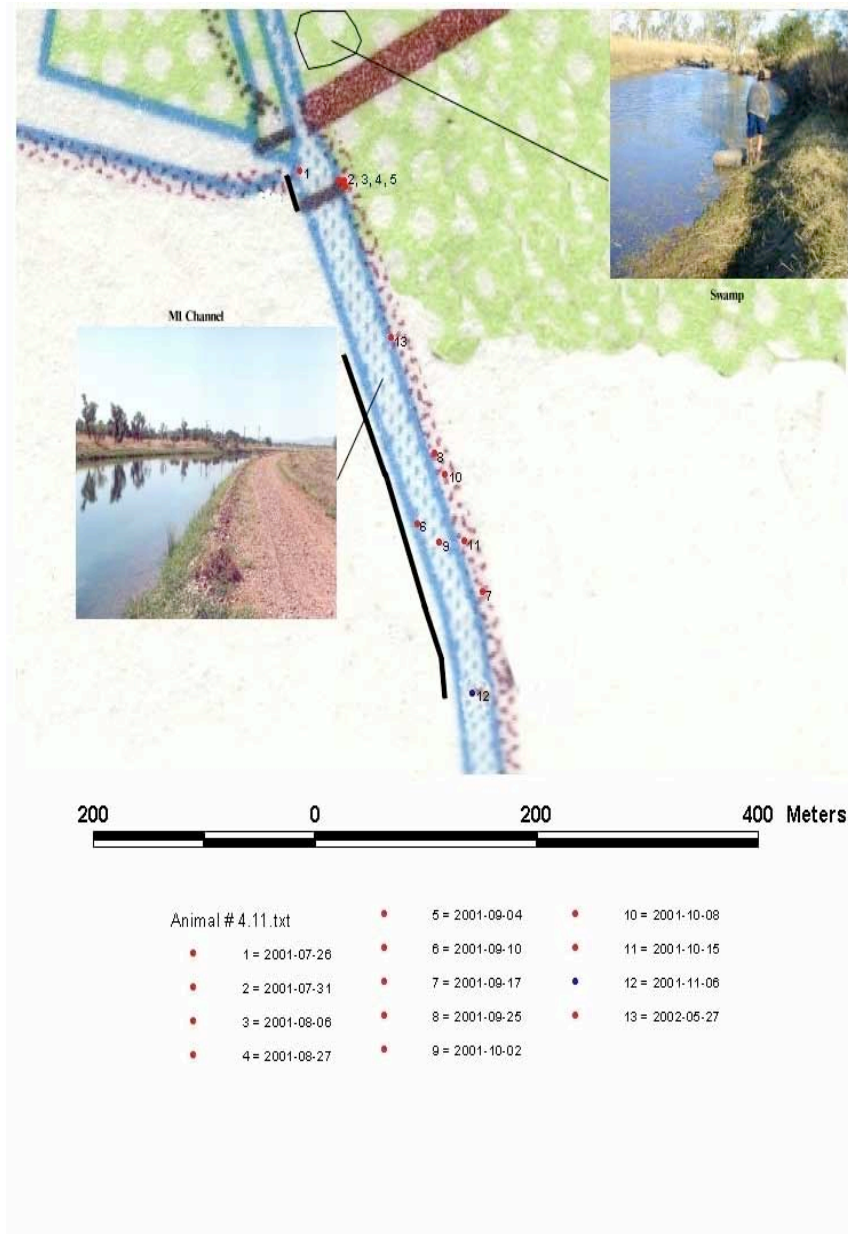 1
2, 3, 4, 5
Swamp
M1 Channel
13
8
10
6
9
11
7
12
200 0 200 400 Meters
Animal # 4.11.txt
1 = 2001-07-26
2 = 2001-07-31
3 = 2001-08-06
4 = 2001-08-27
5 = 2001-09-04
6 = 2001-09-10
7 = 2001-09-17
8 = 2001-09-25
9 = 2001-10-02
10 = 2001-10-08
11 = 2001-10-15
12 = 2001-11-06
13 = 2002-05-27